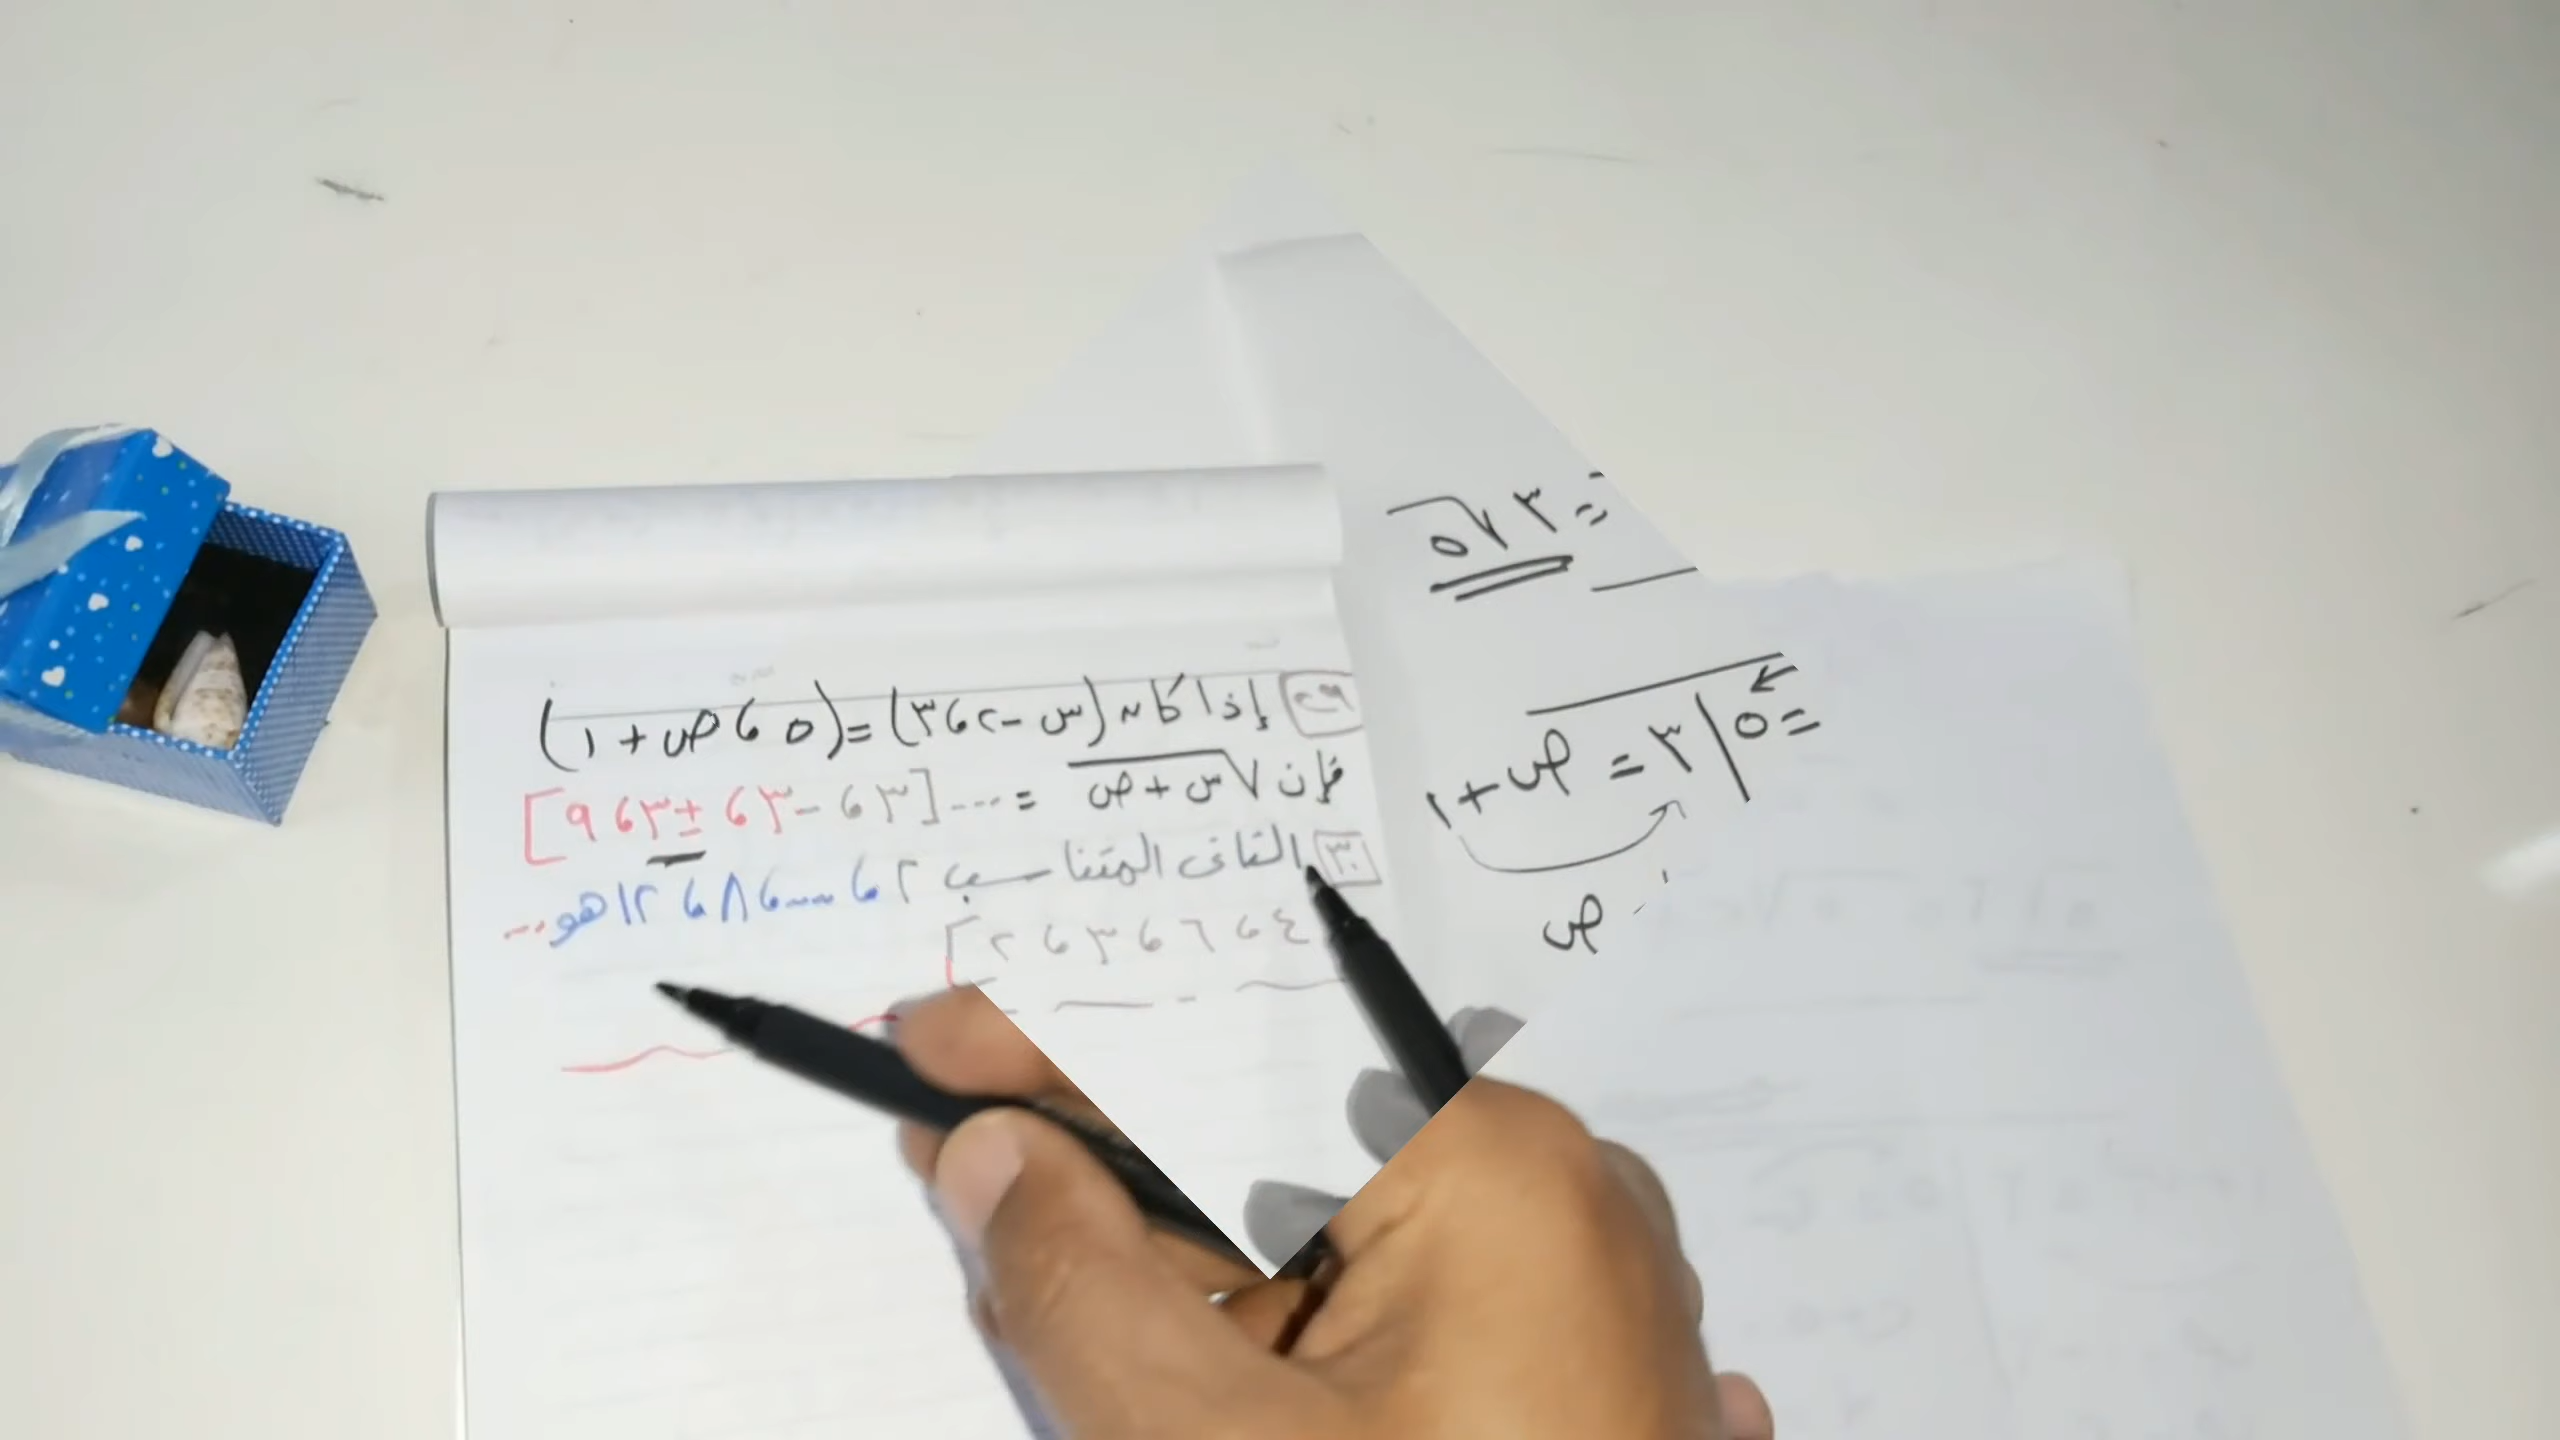 ٢٩ إذا كان (س - ٢ ، ٣) = (٥ ، ص + ١)
فإن √س + ص = ... [٣ ، -٣ ، ±٣ ، ٩]
٣٠ الثانى المتناسب ٢ ، ... ، ٨ ، ١٢ هو ...
٤ ، ٦ ، ٣ ، ٢]
= ٣√٥
= ٥ | ٣ = ص + ١
ص